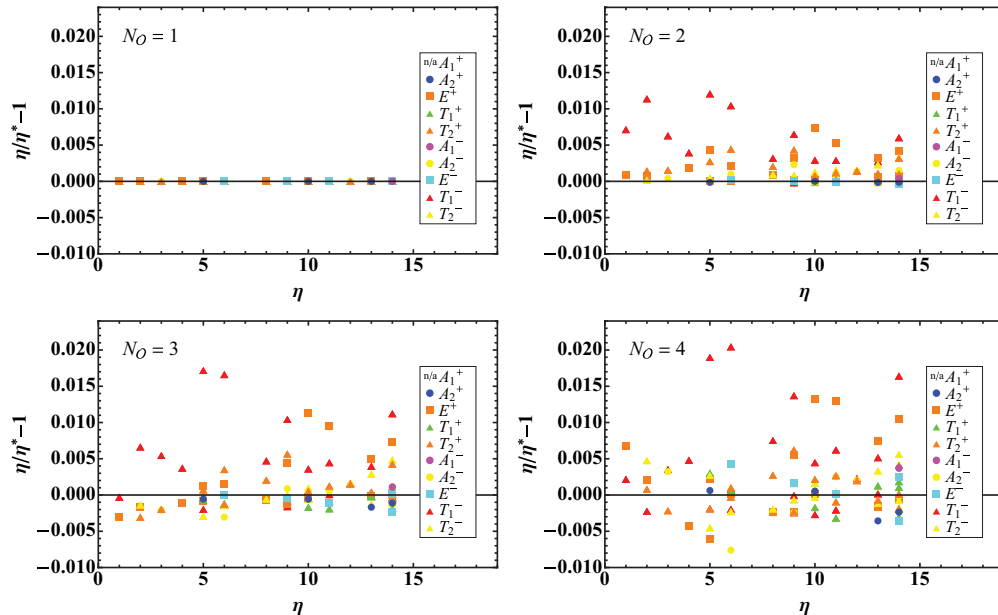 N_O = 1
η/η*−1
0.020
0.015
0.010
0.005
0.000
−0.005
−0.010
0 5 10 15
η
n/a A₁⁺
A₂⁺
E⁺
T₁⁺
T₂⁺
A₁⁻
A₂⁻
E⁻
T₁⁻
T₂⁻
N_O = 2
η/η*−1
0.020
0.015
0.010
0.005
0.000
−0.005
−0.010
0 5 10 15
η
n/a A₁⁺
A₂⁺
E⁺
T₁⁺
T₂⁺
A₁⁻
A₂⁻
E⁻
T₁⁻
T₂⁻
N_O = 3
η/η*−1
0.020
0.015
0.010
0.005
0.000
−0.005
−0.010
0 5 10 15
η
n/a A₁⁺
A₂⁺
E⁺
T₁⁺
T₂⁺
A₁⁻
A₂⁻
E⁻
T₁⁻
T₂⁻
N_O = 4
η/η*−1
0.020
0.015
0.010
0.005
0.000
−0.005
−0.010
0 5 10 15
η
n/a A₁⁺
A₂⁺
E⁺
T₁⁺
T₂⁺
A₁⁻
A₂⁻
E⁻
T₁⁻
T₂⁻